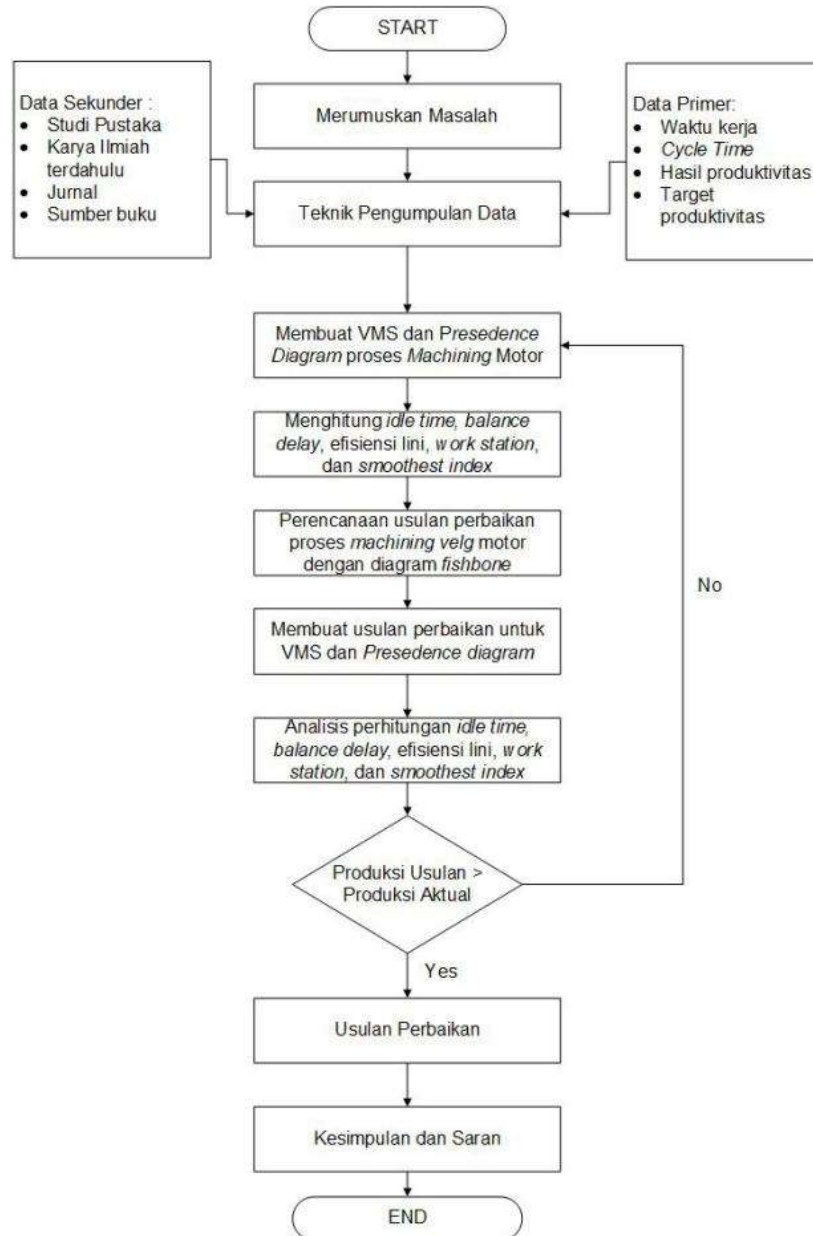 START
Merumuskan Masalah
Data Sekunder :
• Studi Pustaka
• Karya Ilmiah
terdahulu
• Jurnal
• Sumber buku
Data Primer:
• Waktu kerja
• Cycle Time
• Hasil produktivitas
• Target
produktivitas
Teknik Pengumpulan Data
Membuat VMS dan Presedence
Diagram proses Machining Motor
Menghitung idle time, balance
delay, efisiensi lini, work station,
dan smoothest index
Perencanaan usulan perbaikan
proses machining velg motor
dengan diagram fishbone
Membuat usulan perbaikan untuk
VMS dan Presedence diagram
Analisis perhitungan idle time,
balance delay, efisiensi lini, work
station, dan smoothest index
Produksi Usulan >
Produksi Aktual
No
Yes
Usulan Perbaikan
Kesimpulan dan Saran
END